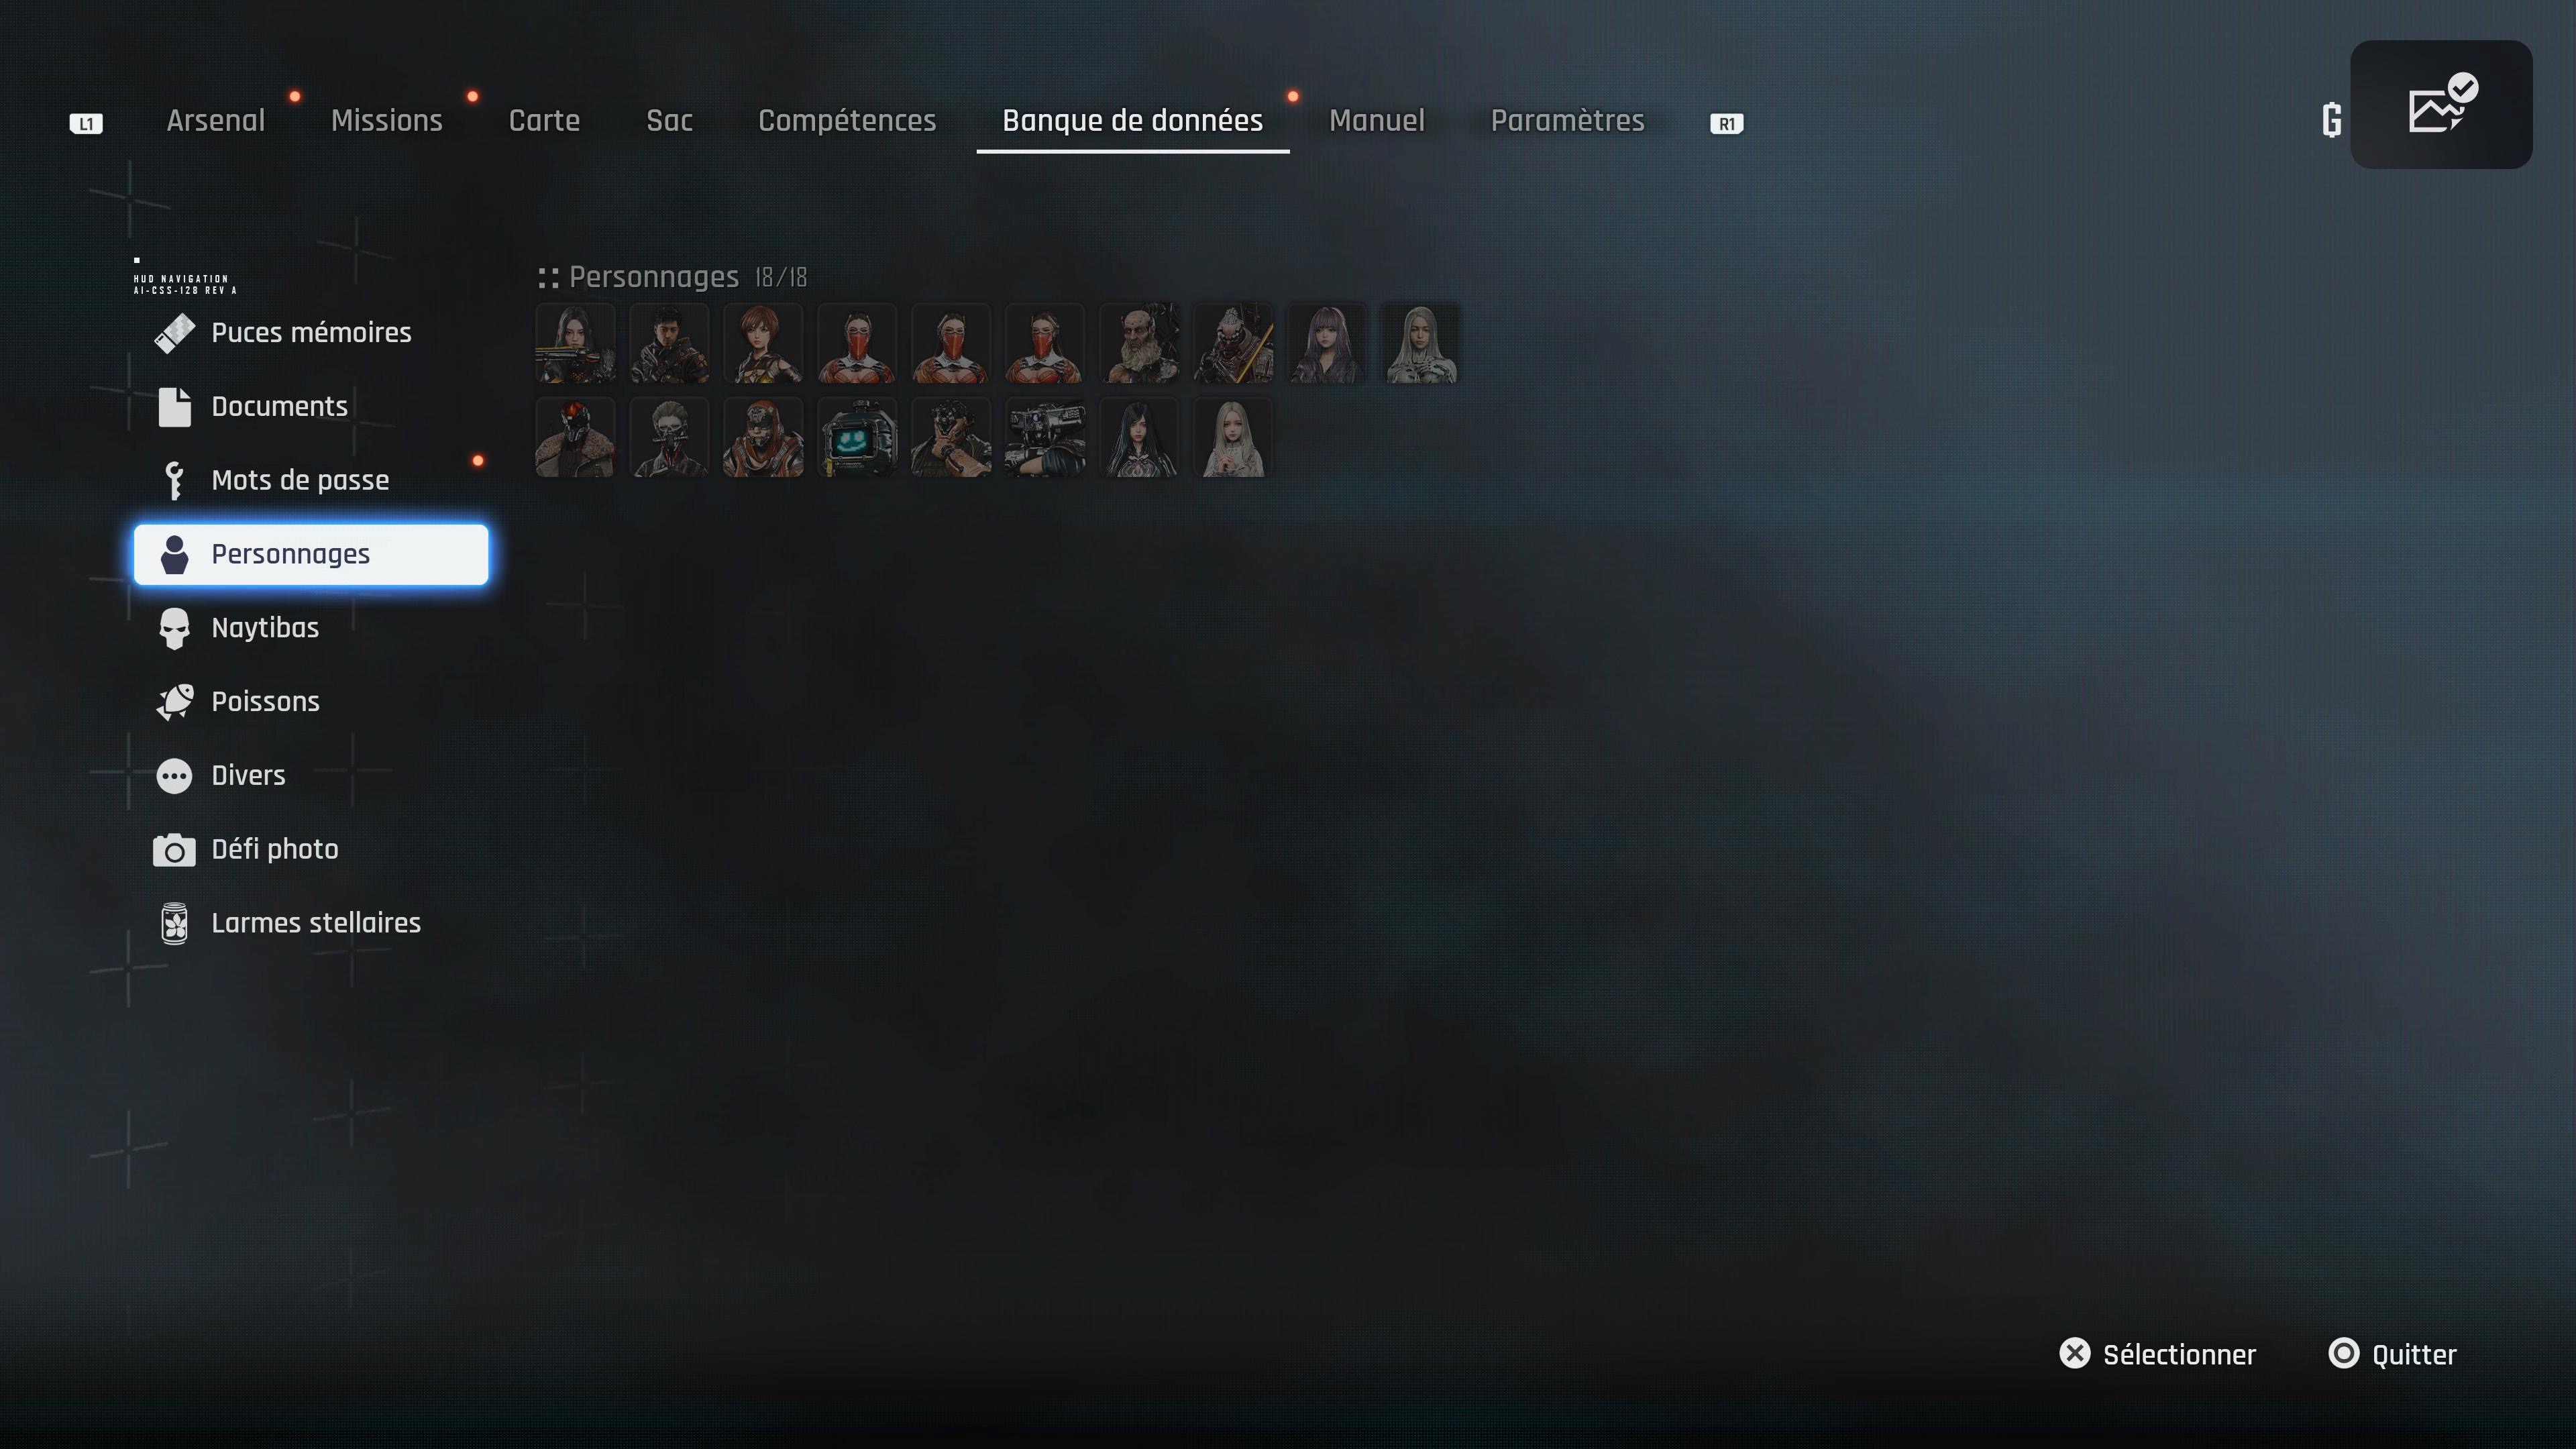 L1 Arsenal Missions Carte Sac Compétences Banque de données Manuel Paramètres R1 G
HUD NAVIGATION
AI-CSS-128 REV A
Personnages 18/18
Puces mémoires
Documents
Mots de passe
Personnages
Naytibas
Poissons
Divers
Défi photo
Larmes stellaires
Sélectionner Quitter